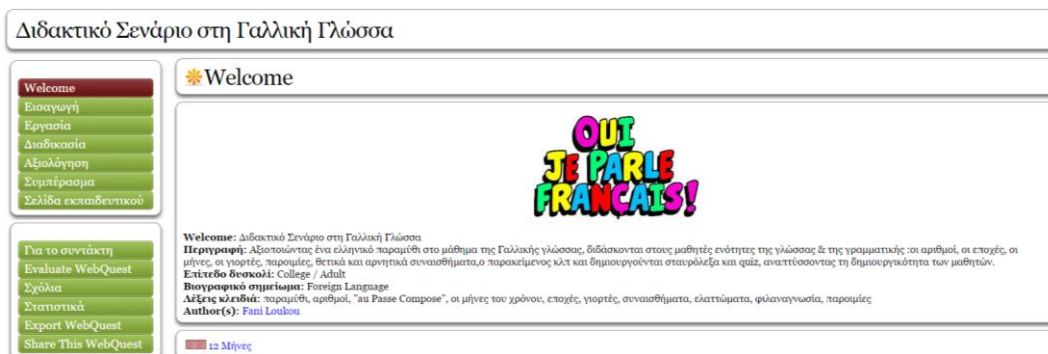 Διδακτικό Σενάριο στη Γαλλική Γλώσσα
Welcome
Εισαγωγή
Εργασία
Διαδικασία
Αξιολόγηση
Συμπέρασμα
Σελίδα εκπαιδευτικού
Για το συντάκτη
Evaluate WebQuest
Σχόλια
Στατιστικά
Export WebQuest
Share This WebQuest
Welcome
OUI
JE PARLE
FRANÇAIS!
Welcome: Διδακτικό Σενάριο στη Γαλλική Γλώσσα
Περιγραφή: Αξιοποιώντας ένα ελληνικό παραμύθι στο μάθημα της Γαλλικής γλώσσας, διδάσκονται στους μαθητές ενότητες της γλώσσας & της γραμματικής :οι αριθμοί, οι εποχές, οι
μήνες, οι γιορτές, παροιμίες, θετικά και αρνητικά συναισθήματα,ο παρακείμενος κλπ και δημιουργούνται σταυρόλεξα και quiz, αναπτύσσοντας τη δημιουργικότητα των μαθητών.
Επίπεδο δυσκολί: College / Adult
Βιογραφικό σημείωμα: Foreign Language
Λέξεις κλειδιά: παραμύθι, αριθμοί, "au Passe Compose", οι μήνες του χρόνου, εποχές, γιορτές, συναισθήματα, ελαττώματα, φιλαναγνωσία, παροιμίες
Author(s): Fani Loukou
12 Μήνες